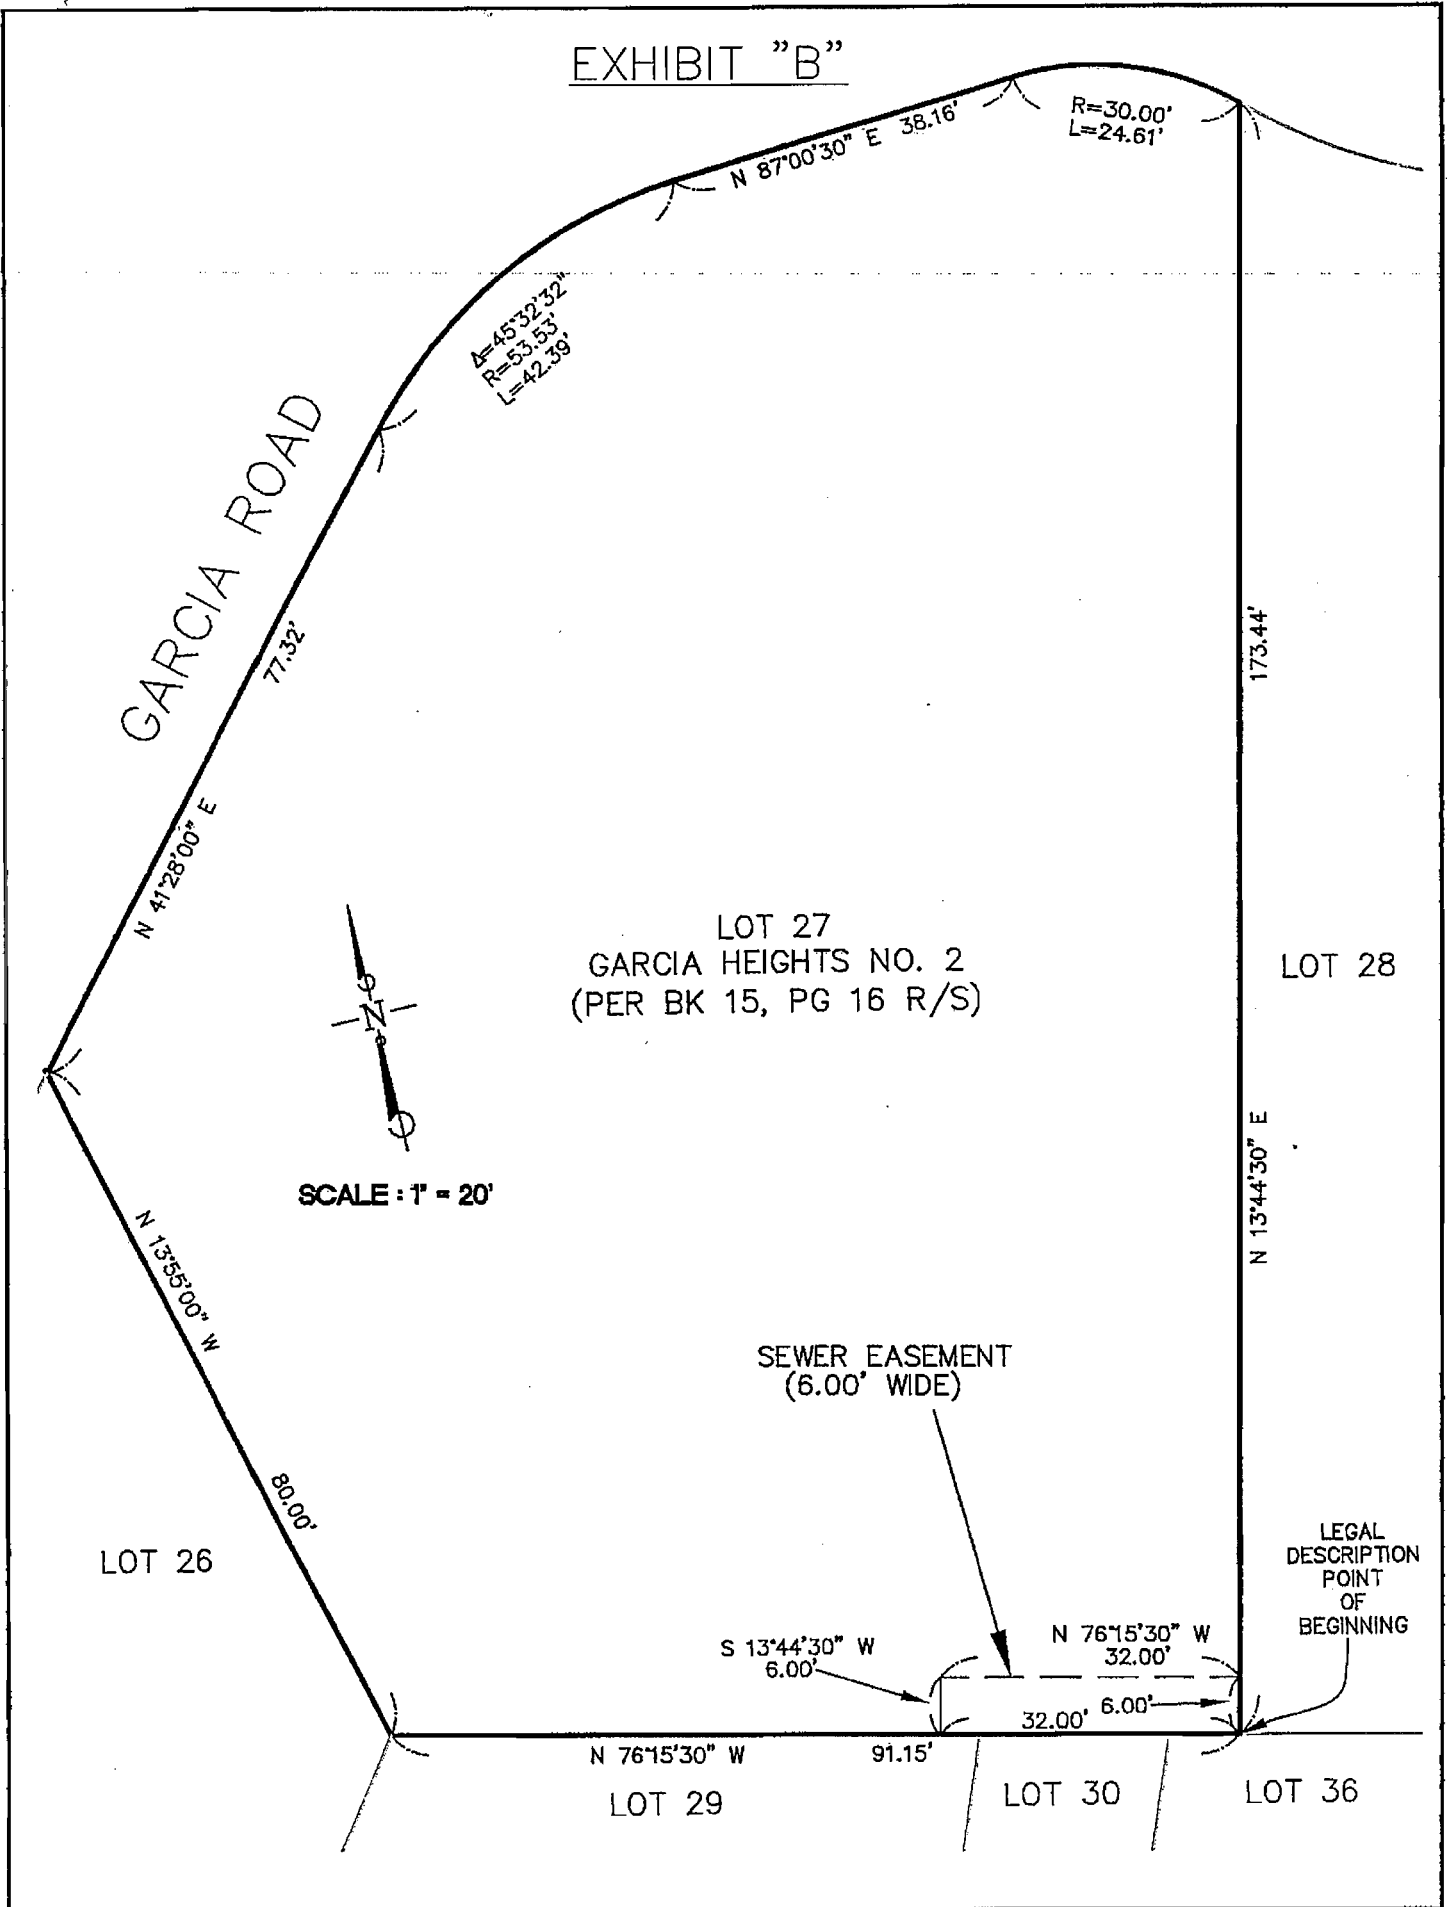 EXHIBIT "B"
R=30.00'
L=24.61'
N 87°00'30" E 38.16'
Δ=45°32'32"
R=53.53'
L=42.39'
GARCIA ROAD
77.32'
N 41°28'00" E
173.44'
N 13°44'30" E
LOT 27
GARCIA HEIGHTS NO. 2
(PER BK 15, PG 16 R/S)
LOT 28
N
SCALE : 1" = 20'
N 13°55'00" W
80.00'
LOT 26
SEWER EASEMENT
(6.00' WIDE)
LEGAL
DESCRIPTION
POINT
OF
BEGINNING
S 13°44'30" W
6.00'
N 76°15'30" W
32.00'
6.00'
32.00'
N 76°15'30" W 91.15'
LOT 29
LOT 30
LOT 36